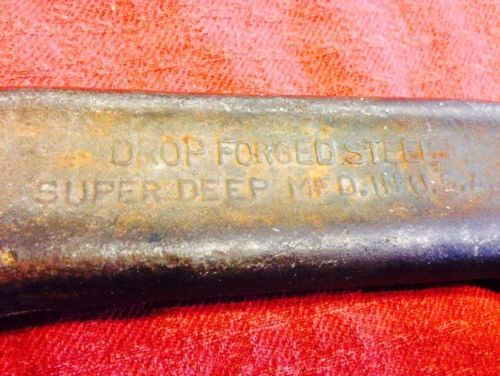 DROP FORGED STEEL
SUPER DEEP MFD. IN U.S.A